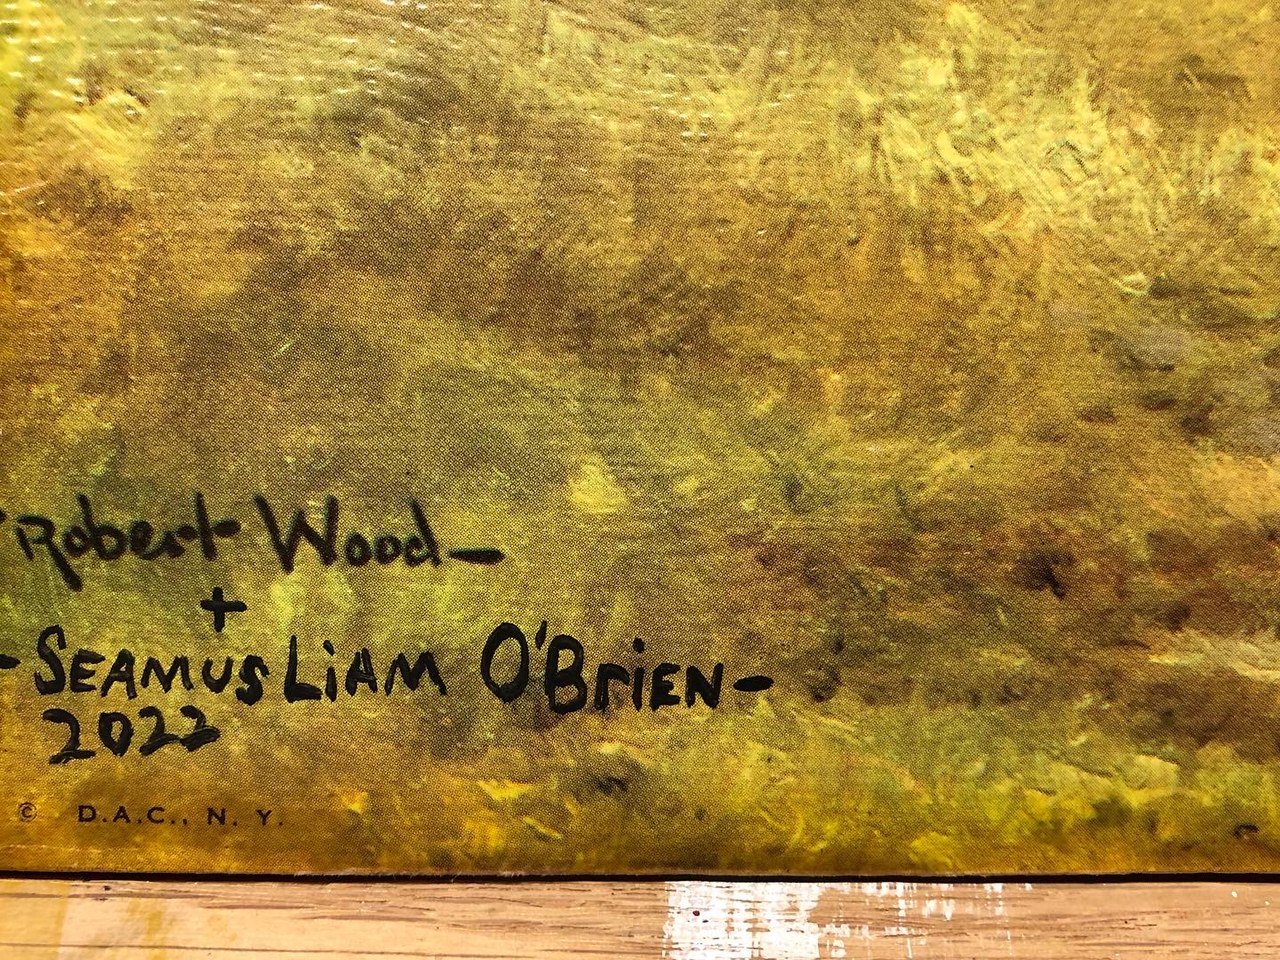 Robert Wood-
+
-SEAMUS LiAM O'BriEN-
2022
© D.A.C., N. Y.